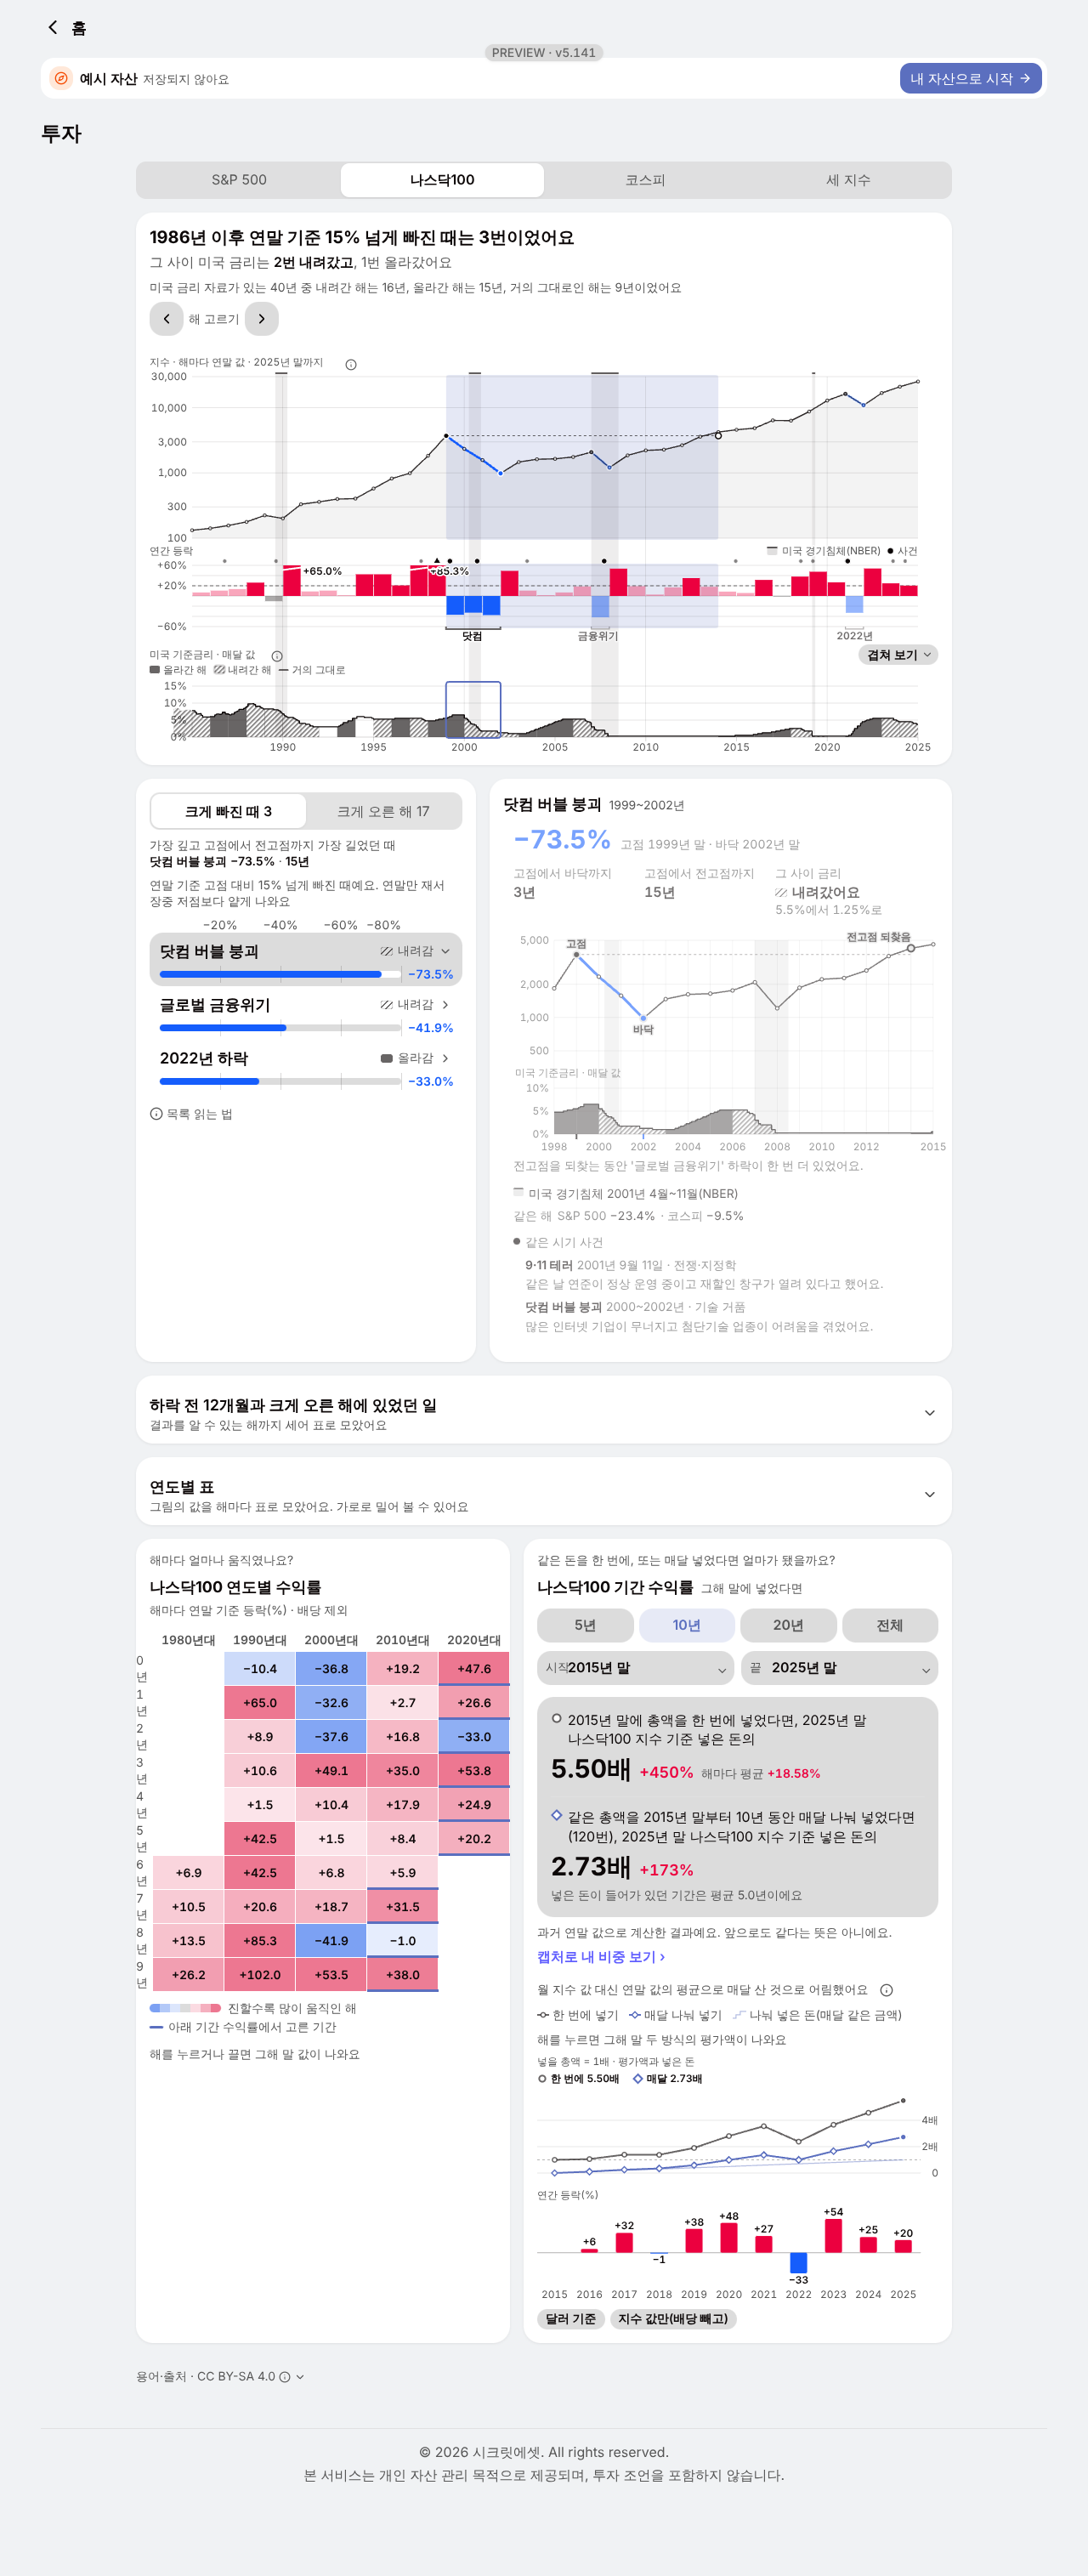 홈
PREVIEW · v5.141
예시 자산 저장되지 않아요
내 자산으로 시작
투자
S&P 500 나스닥100 코스피 세 지수
1986년 이후 연말 기준 15% 넘게 빠진 때는 3번이었어요
그 사이 미국 금리는 2번 내려갔고, 1번 올라갔어요
미국 금리 자료가 있는 40년 중 내려간 해는 16년, 올라간 해는 15년, 거의 그대로인 해는 9년이었어요
해 고르기
지수 · 해마다 연말 값 · 2025년 말까지
30,000
10,000
3,000
1,000
300
100
연간 등락
미국 경기침체(NBER) 사건
+60%
+65.0% +85.3%
+20%
−60%
닷컴 금융위기 2022년
미국 기준금리 · 매달 값
겹쳐 보기
올라간 해 내려간 해 거의 그대로
15%
10%
5%
0%
1990 1995 2000 2005 2010 2015 2020 2025
크게 빠진 때 3 크게 오른 해 17
가장 깊고 고점에서 전고점까지 가장 길었던 때
닷컴 버블 붕괴 −73.5% · 15년
연말 기준 고점 대비 15% 넘게 빠진 때예요. 연말만 재서
장중 저점보다 얕게 나와요
−20% −40% −60% −80%
닷컴 버블 붕괴 내려감
−73.5%
글로벌 금융위기 내려감
−41.9%
2022년 하락 올라감
−33.0%
목록 읽는 법
닷컴 버블 붕괴 1999~2002년
−73.5% 고점 1999년 말 · 바닥 2002년 말
고점에서 바닥까지 고점에서 전고점까지 그 사이 금리
3년 15년 내려갔어요
5.5%에서 1.25%로
고점 전고점 되찾음
5,000
2,000
1,000
바닥
500
미국 기준금리 · 매달 값
10%
5%
0%
1998 2000 2002 2004 2006 2008 2010 2012 2015
전고점을 되찾는 동안 '글로벌 금융위기' 하락이 한 번 더 있었어요.
미국 경기침체 2001년 4월~11월(NBER)
같은 해 S&P 500 −23.4% · 코스피 −9.5%
같은 시기 사건
9·11 테러 2001년 9월 11일 · 전쟁·지정학
같은 날 연준이 정상 운영 중이고 재할인 창구가 열려 있다고 했어요.
닷컴 버블 붕괴 2000~2002년 · 기술 거품
많은 인터넷 기업이 무너지고 첨단기술 업종이 어려움을 겪었어요.
하락 전 12개월과 크게 오른 해에 있었던 일
결과를 알 수 있는 해까지 세어 표로 모았어요
연도별 표
그림의 값을 해마다 표로 모았어요. 가로로 밀어 볼 수 있어요
해마다 얼마나 움직였나요?
나스닥100 연도별 수익률
해마다 연말 기준 등락(%) · 배당 제외
1980년대 1990년대 2000년대 2010년대 2020년대
0년 −10.4 −36.8 +19.2 +47.6
1년 +65.0 −32.6 +2.7 +26.6
2년 +8.9 −37.6 +16.8 −33.0
3년 +10.6 +49.1 +35.0 +53.8
4년 +1.5 +10.4 +17.9 +24.9
5년 +42.5 +1.5 +8.4 +20.2
6년 +6.9 +42.5 +6.8 +5.9
7년 +10.5 +20.6 +18.7 +31.5
8년 +13.5 +85.3 −41.9 −1.0
9년 +26.2 +102.0 +53.5 +38.0
진할수록 많이 움직인 해
아래 기간 수익률에서 고른 기간
해를 누르거나 끌면 그해 말 값이 나와요
같은 돈을 한 번에, 또는 매달 넣었다면 얼마가 됐을까요?
나스닥100 기간 수익률 그해 말에 넣었다면
5년 10년 20년 전체
시작 2015년 말 끝 2025년 말
2015년 말에 총액을 한 번에 넣었다면, 2025년 말
나스닥100 지수 기준 넣은 돈의
5.50배 +450% 해마다 평균 +18.58%
같은 총액을 2015년 말부터 10년 동안 매달 나눠 넣었다면
(120번), 2025년 말 나스닥100 지수 기준 넣은 돈의
2.73배 +173%
넣은 돈이 들어가 있던 기간은 평균 5.0년이에요
과거 연말 값으로 계산한 결과예요. 앞으로도 같다는 뜻은 아니에요.
캡처로 내 비중 보기 ›
월 지수 값 대신 연말 값의 평균으로 매달 산 것으로 어림했어요
한 번에 넣기 매달 나눠 넣기 나눠 넣은 돈(매달 같은 금액)
해를 누르면 그해 말 두 방식의 평가액이 나와요
넣을 총액 = 1배 · 평가액과 넣은 돈
한 번에 5.50배 매달 2.73배
4배
2배
0
연간 등락(%)
+6 +32 −1 +38 +48 +27 −33 +54 +25 +20
2015 2016 2017 2018 2019 2020 2021 2022 2023 2024 2025
달러 기준 지수 값만(배당 빼고)
용어·출처 · CC BY-SA 4.0
© 2026 시크릿에셋. All rights reserved.
본 서비스는 개인 자산 관리 목적으로 제공되며, 투자 조언을 포함하지 않습니다.